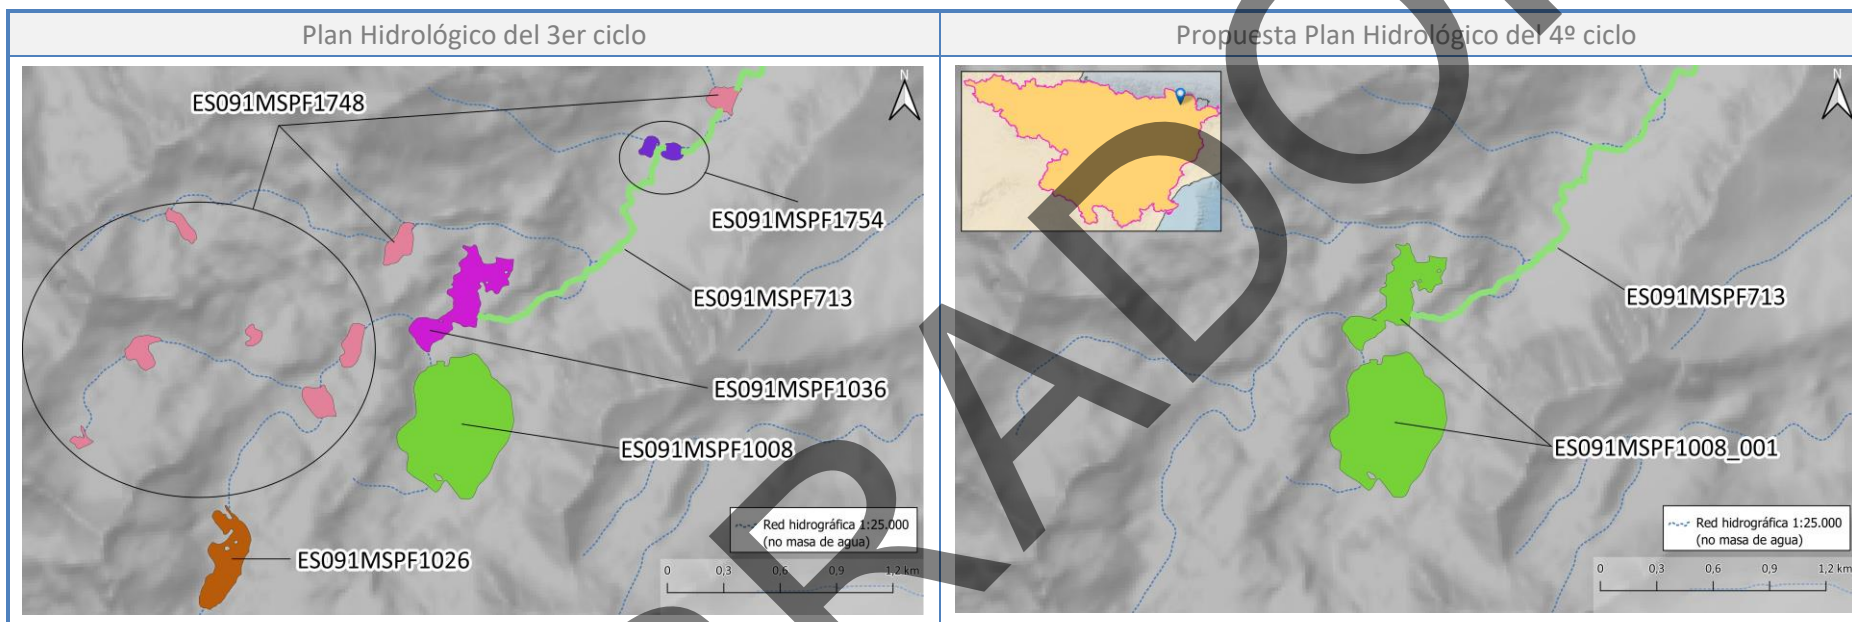 Plan Hidrológico del 3er ciclo
Propuesta Plan Hidrológico del 4º ciclo
ES091MSPF1748
N
ES091MSPF1754
ES091MSPF713
ES091MSPF1036
ES091MSPF1008
ES091MSPF1026
Red hidrográfica 1:25.000
(no masa de agua)
0 0,3 0,6 0,9 1,2 km
N
ES091MSPF713
ES091MSPF1008_001
Red hidrográfica 1:25.000
(no masa de agua)
0 0,3 0,6 0,9 1,2 km